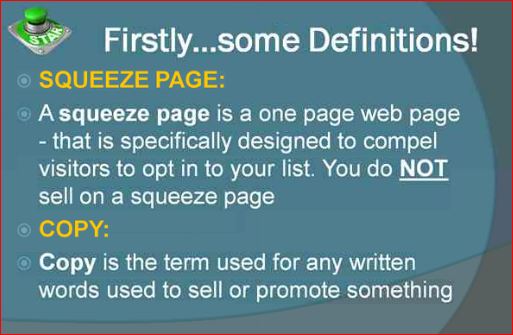 START
Firstly...some Definitions!
SQUEEZE PAGE:
A squeeze page is a one page web page
- that is specifically designed to compel
visitors to opt in to your list. You do NOT
sell on a squeeze page
COPY:
Copy is the term used for any written
words used to sell or promote something